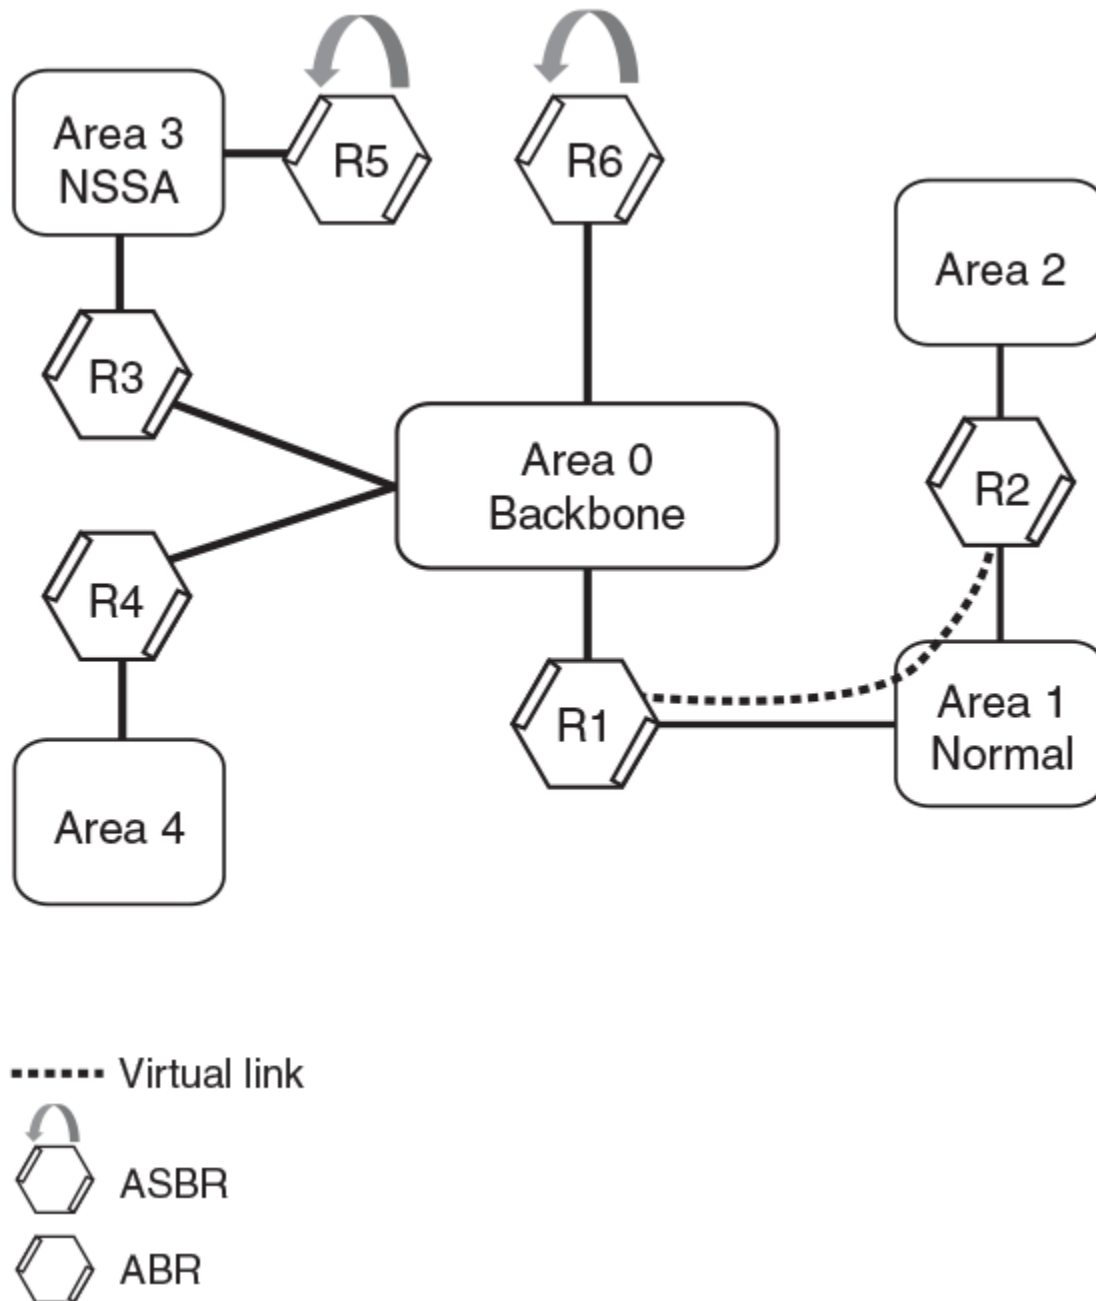 Area 3
NSSA
R5
R6
Area 2
R3
Area 0
Backbone
R2
R4
R1
Area 1
Normal
Area 4
Virtual link
ASBR
ABR